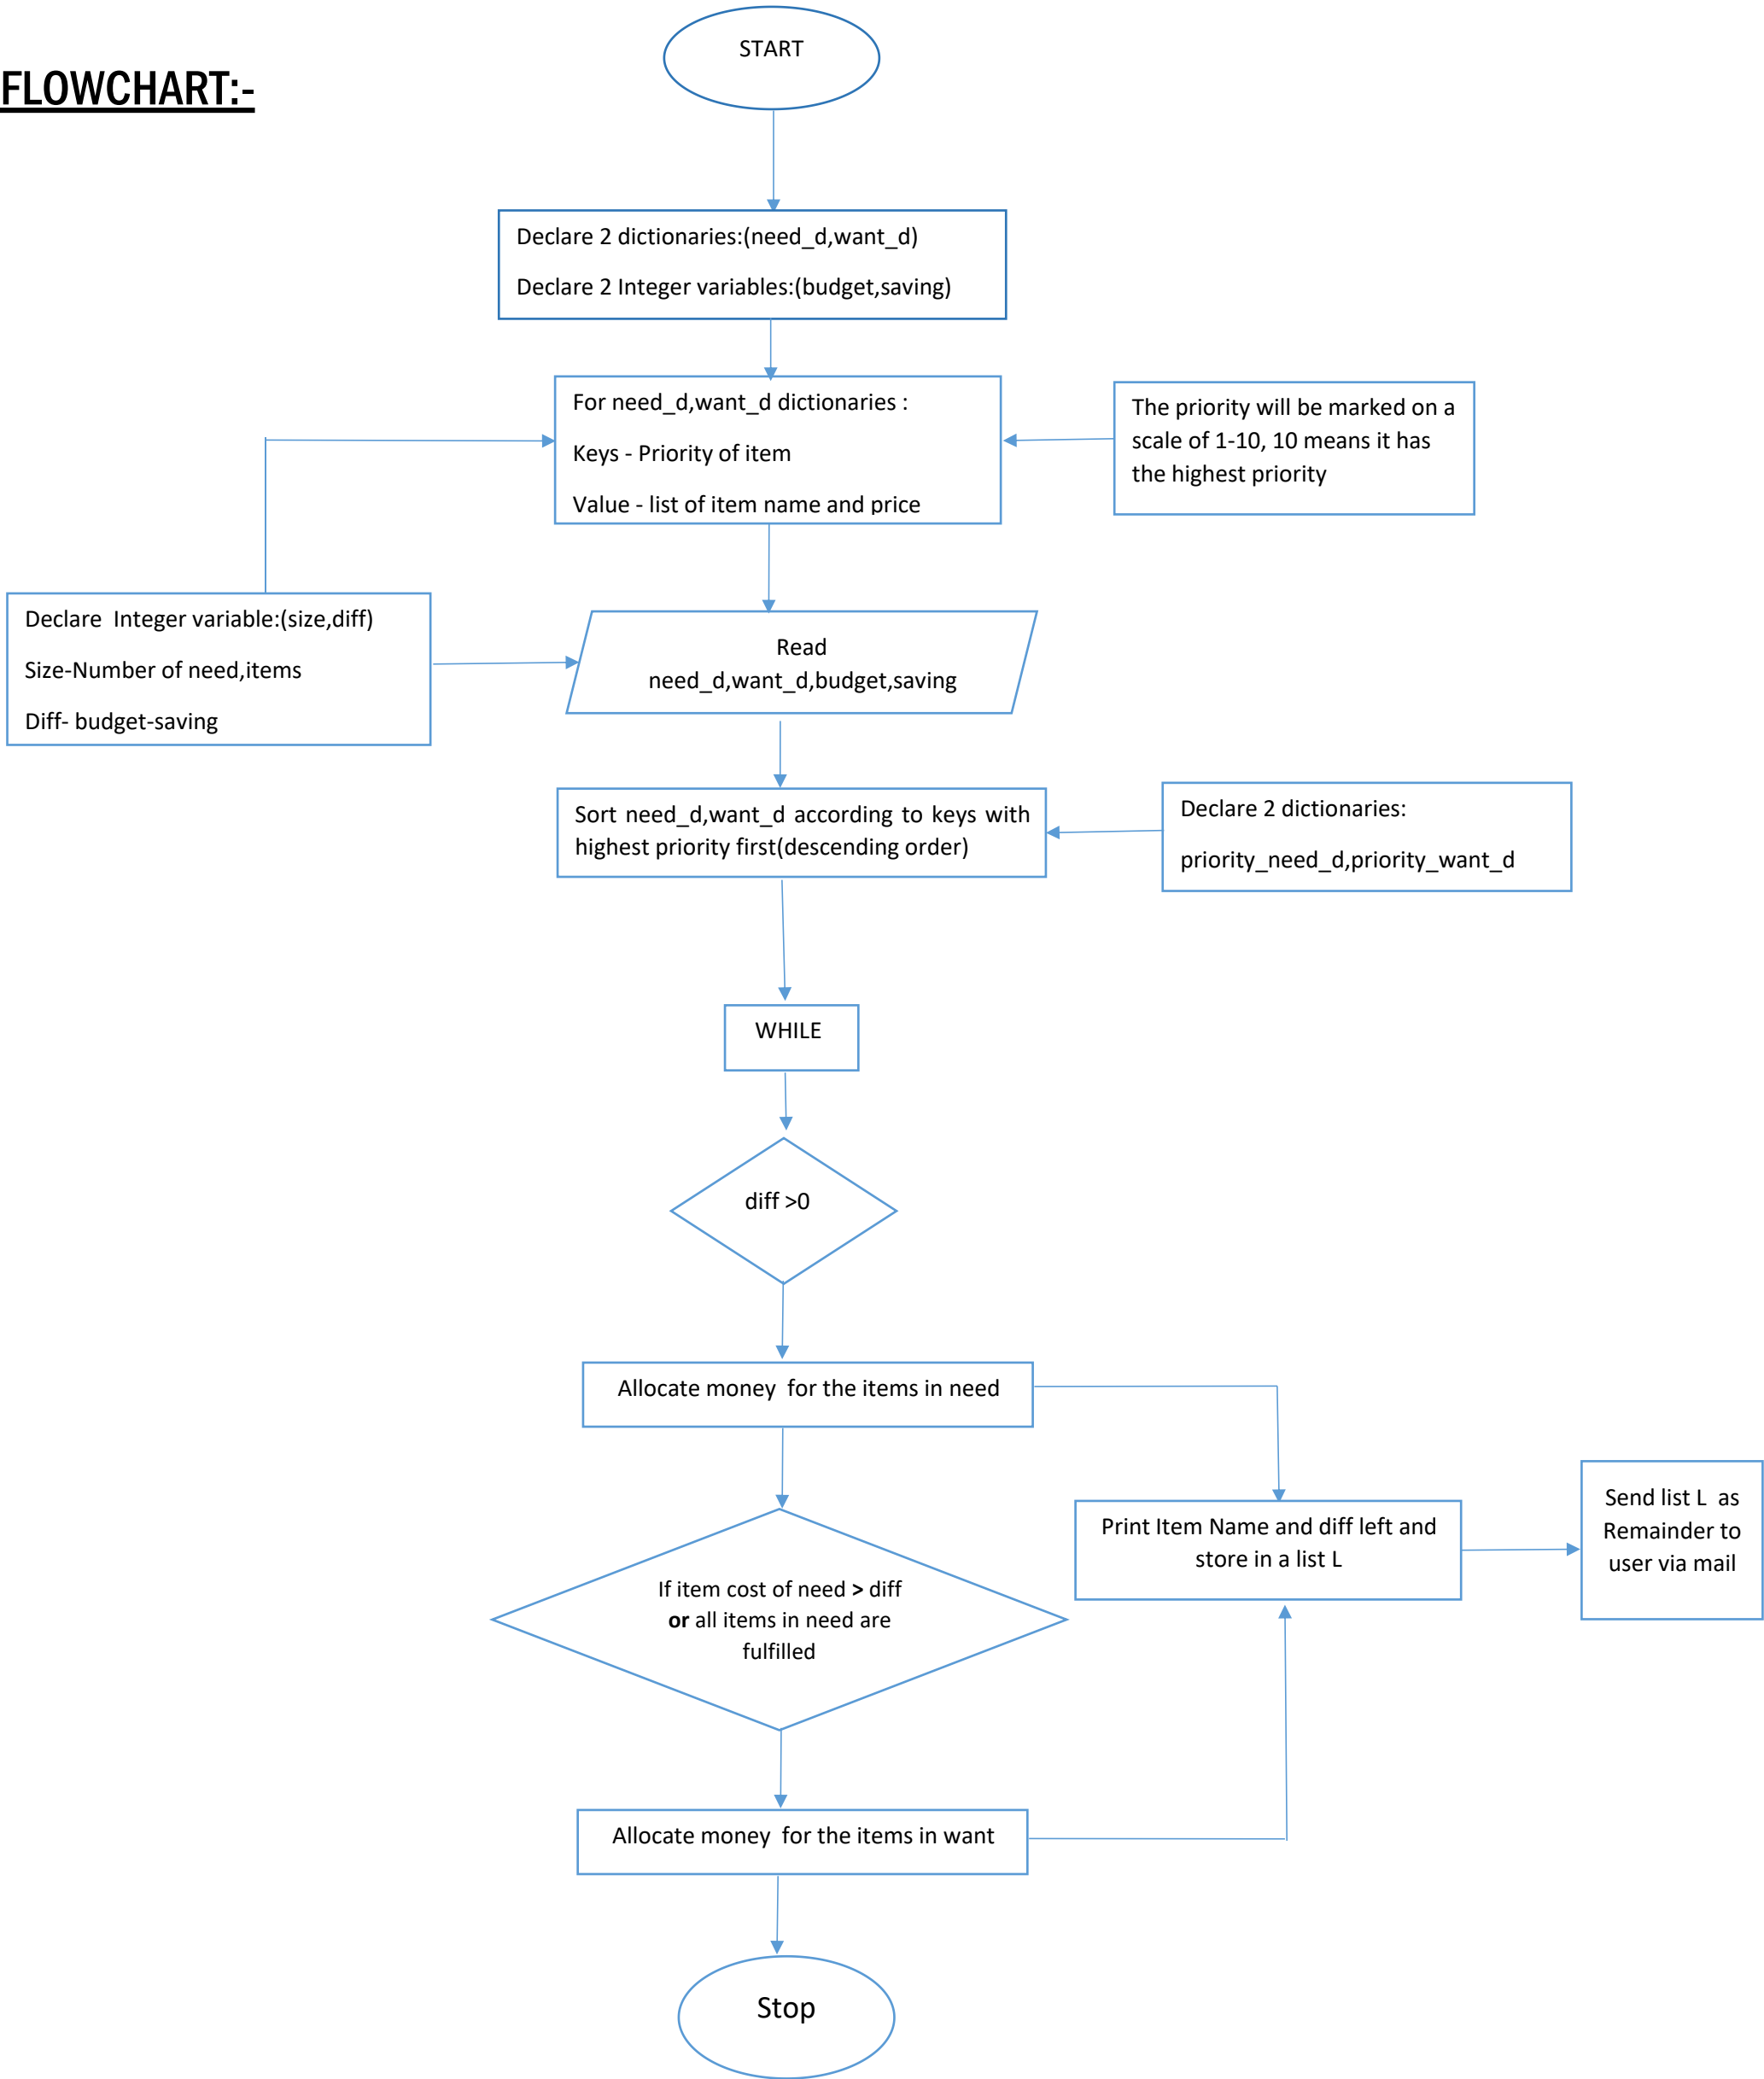 START
FLOWCHART:-
Declare 2 dictionaries:(need_d,want_d)
Declare 2 Integer variables:(budget,saving)
For need_d,want_d dictionaries :
Keys - Priority of item
Value - list of item name and price
The priority will be marked on a
scale of 1-10, 10 means it has
the highest priority
Declare  Integer variable:(size,diff)
Size-Number of need,items
Diff- budget-saving
Read
need_d,want_d,budget,saving
Sort need_d,want_d according to keys with
highest priority first(descending order)
Declare 2 dictionaries:
priority_need_d,priority_want_d
WHILE
diff >0
Allocate money  for the items in need
Print Item Name and diff left and
store in a list L
Send list L  as
Remainder to
user via mail
If item cost of need > diff
or all items in need are
fulfilled
Allocate money  for the items in want
Stop